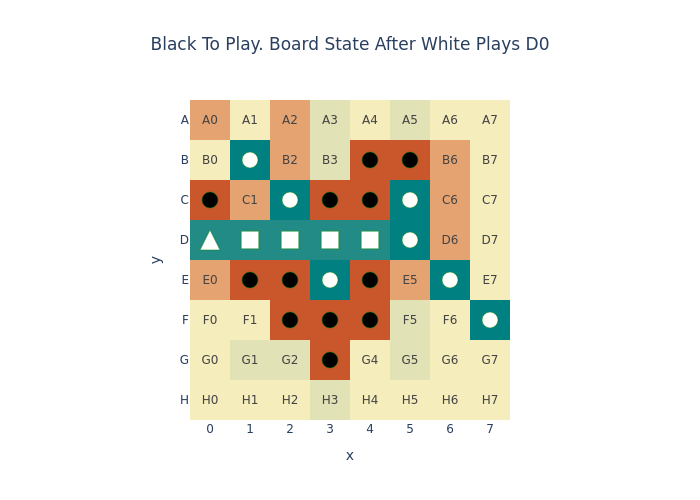 Black To Play. Board State After White Plays D0
A A0 A1 A2 A3 A4 A5 A6 A7
B B0 B2 B3 B6 B7
C C1 C6 C7
D D6 D7
y
E E0 E5 E7
F F0 F1 F5 F6
G G0 G1 G2 G4 G5 G6 G7
H H0 H1 H2 H3 H4 H5 H6 H7
0 1 2 3 4 5 6 7
x